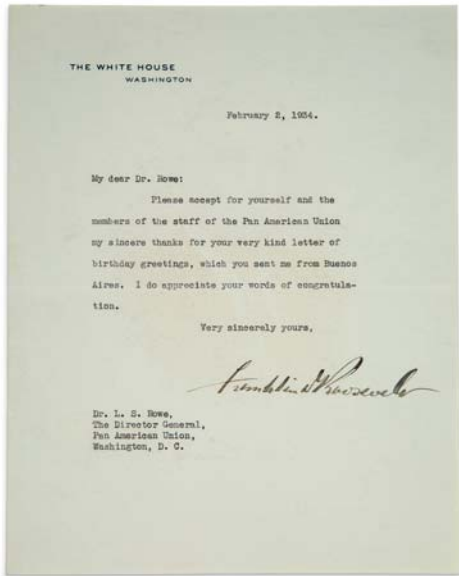 THE WHITE HOUSE
WASHINGTON
February 2, 1934.
My dear Dr. Rowe:
Please accept for yourself and the
members of the staff of the Pan American Union
my sincere thanks for your very kind letter of
birthday greetings, which you sent me from Buenos
Aires. I do appreciate your words of congratula-
tion.
Very sincerely yours,
Franklin D Roosevelt
Dr. L. S. Rowe,
The Director General,
Pan American Union,
Washington, D. C.